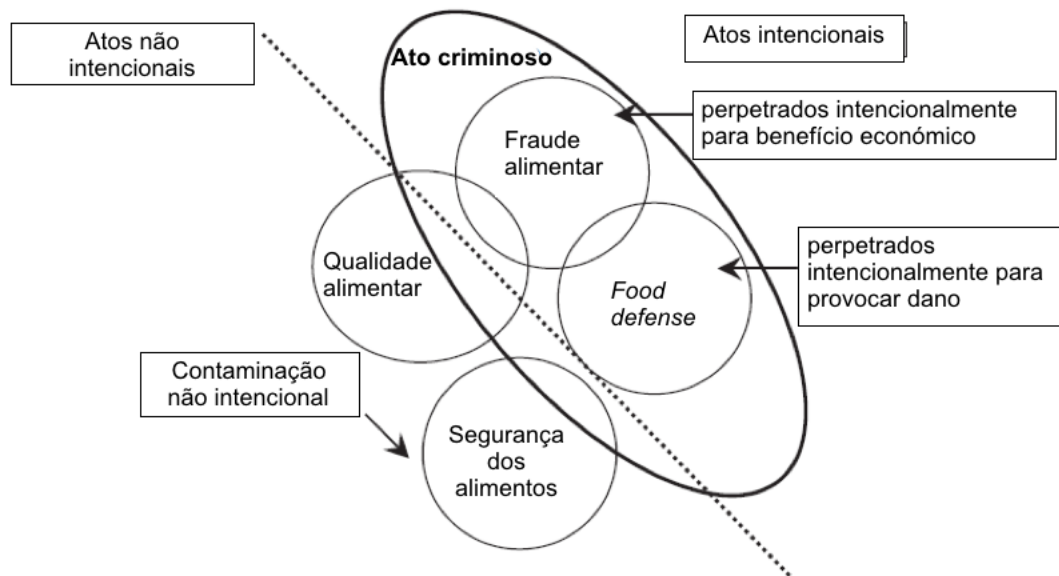 Atos não
intencionais
Ato criminoso
Atos intencionais
perpetrados intencionalmente
para benefício económico
Fraude
alimentar
Qualidade
alimentar
Food
defense
perpetrados
intencionalmente para
provocar dano
Contaminação
não intencional
Segurança
dos
alimentos